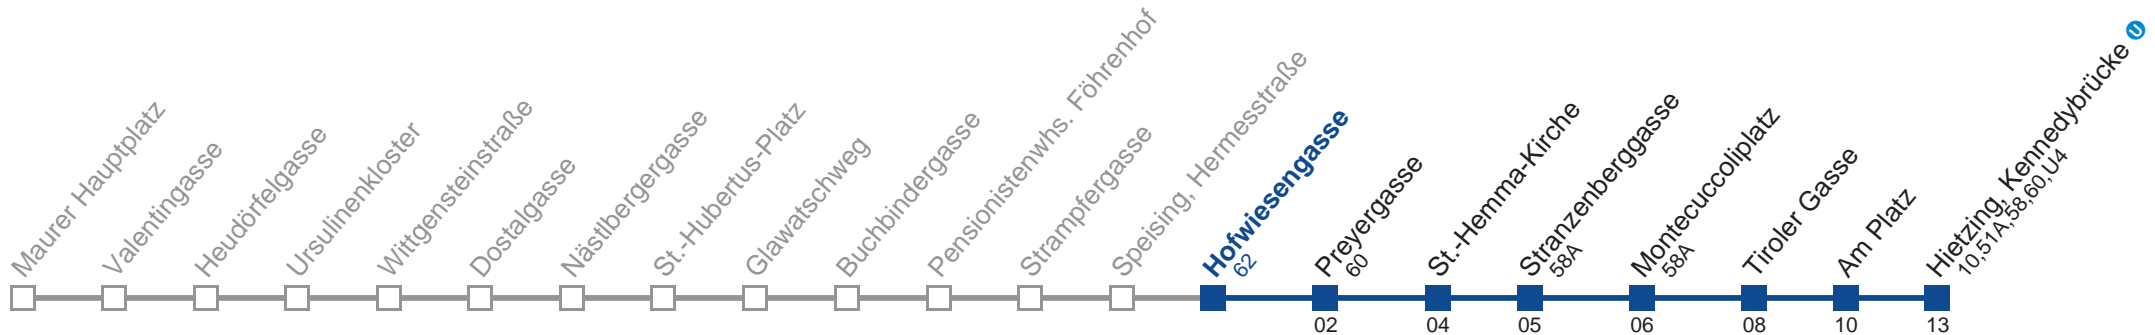 Maurer Hauptplatz
Valentingasse
Heudörfelgasse
Ursulinenkloster
Wittgensteinstraße
Dostalgasse
Nästlbergergasse
St.-Hubertus-Platz
Glawatschweg
Buchbindergasse
Pensionistenwhs. Föhrenhof
Strampfergasse
Speising, Hermesstraße
Hofwiesengasse
62
Preyergasse
60
St.-Hemma-Kirche
Stranzenberggasse
58A
Montecuccoliplatz
58A
Tiroler Gasse
Am Platz
Hietzing, Kennedybrücke U
10,51A,58,60,U4
02 04 05 06 08 10 13